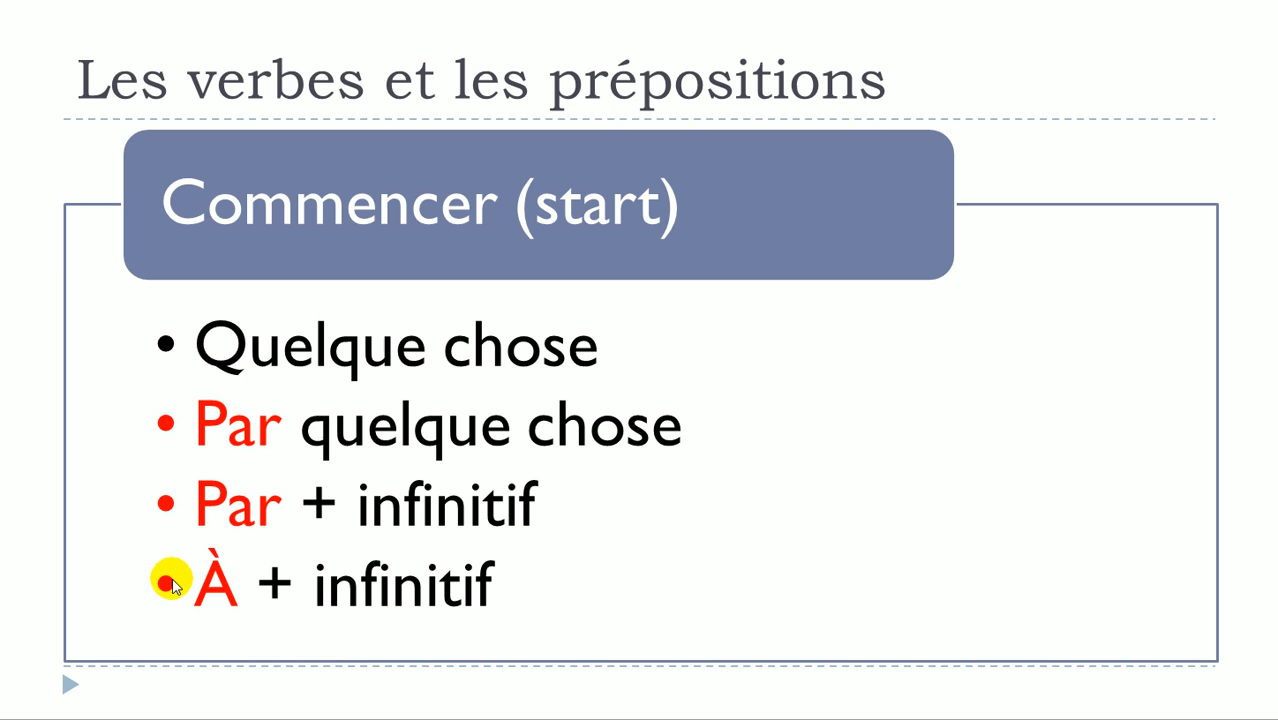 Les verbes et les prépositions
Commencer (start)
• Quelque chose
• Par quelque chose
• Par + infinitif
• À + infinitif